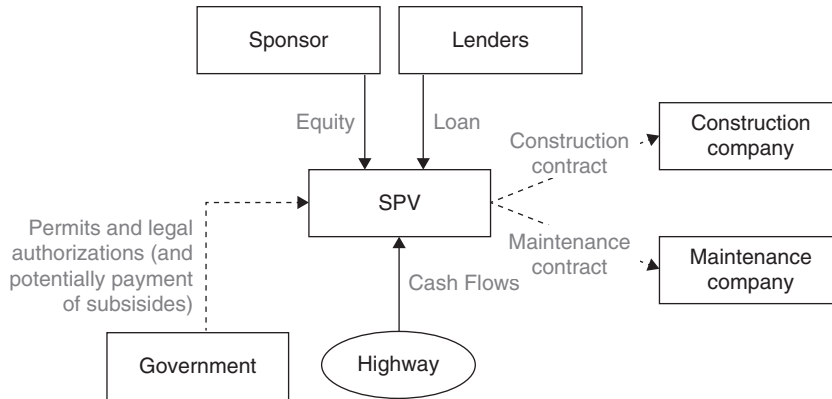 Sponsor
Lenders
Equity
Loan
Construction
contract
Construction
company
SPV
Permits and legal
authorizations (and
potentially payment
of subsisides)
Maintenance
contract
Maintenance
company
Cash Flows
Government
Highway